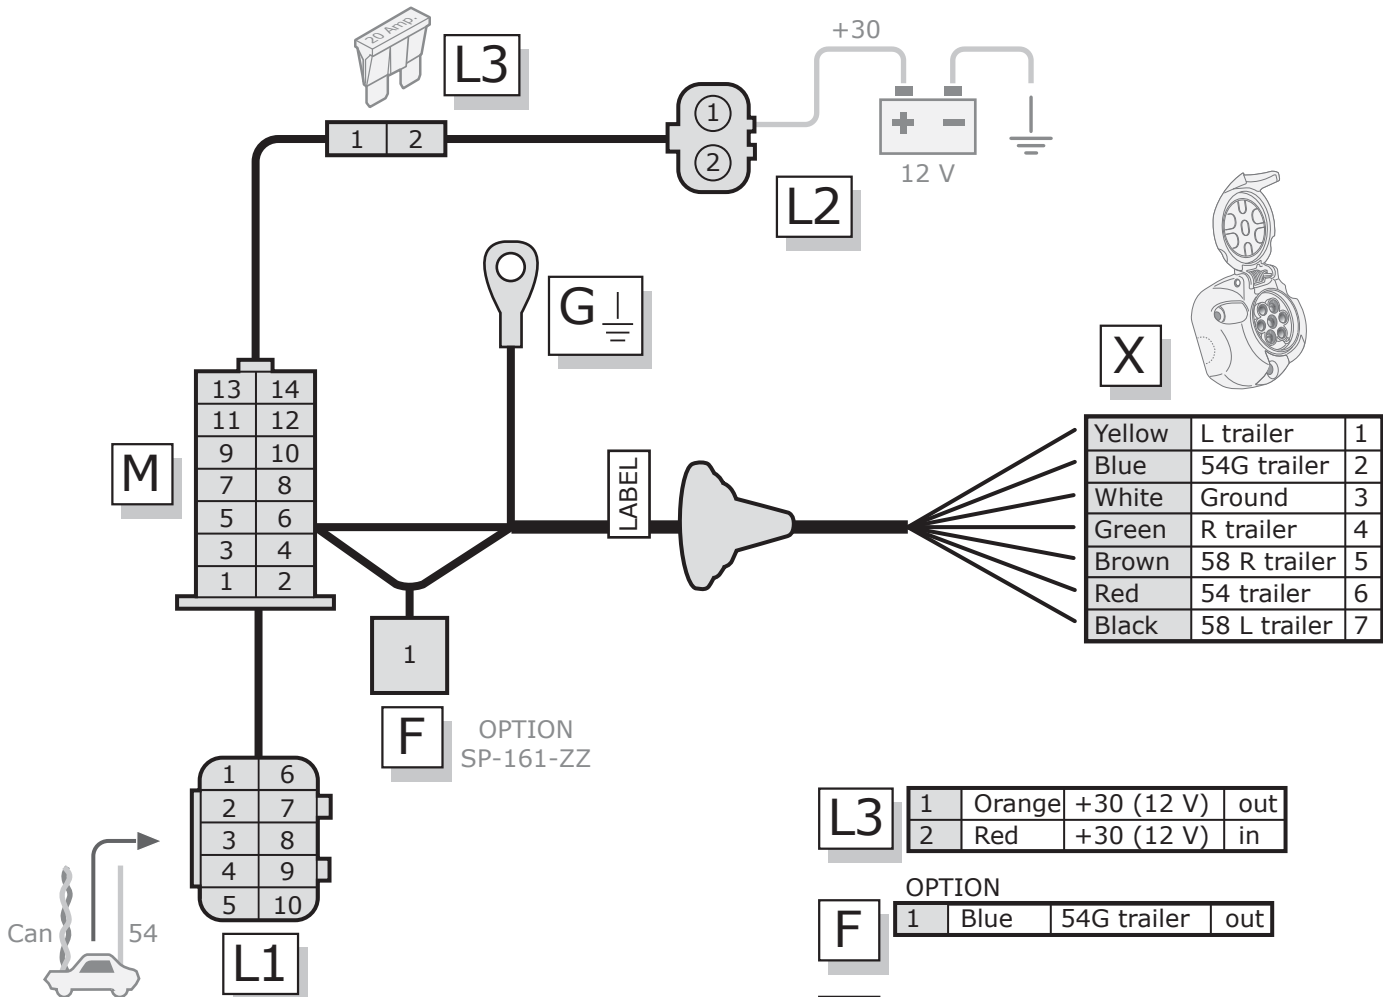 20 Amp.
L3
+30
1 2
1
2
12 V
L2
G
X
13 14
11 12
9 10
7 8
5 6
3 4
1 2
M
LABEL
Yellow L trailer 1
Blue 54G trailer 2
White Ground 3
Green R trailer 4
Brown 58 R trailer 5
Red 54 trailer 6
Black 58 L trailer 7
1
F
OPTION
SP-161-ZZ
1 6
2 7
3 8
4 9
5 10
Can
54
L1
L3
1 Orange +30 (12 V) out
2 Red +30 (12 V) in
OPTION
F
1 Blue 54G trailer out